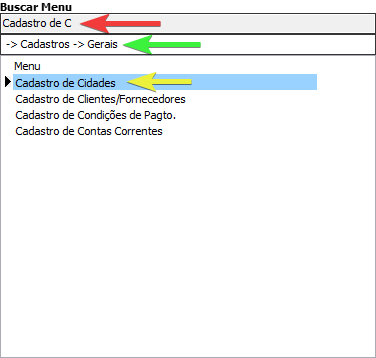 Buscar Menu
Cadastro de C
-> Cadastros -> Gerais
Menu
Cadastro de Cidades
Cadastro de Clientes/Fornecedores
Cadastro de Condições de Pagto.
Cadastro de Contas Correntes